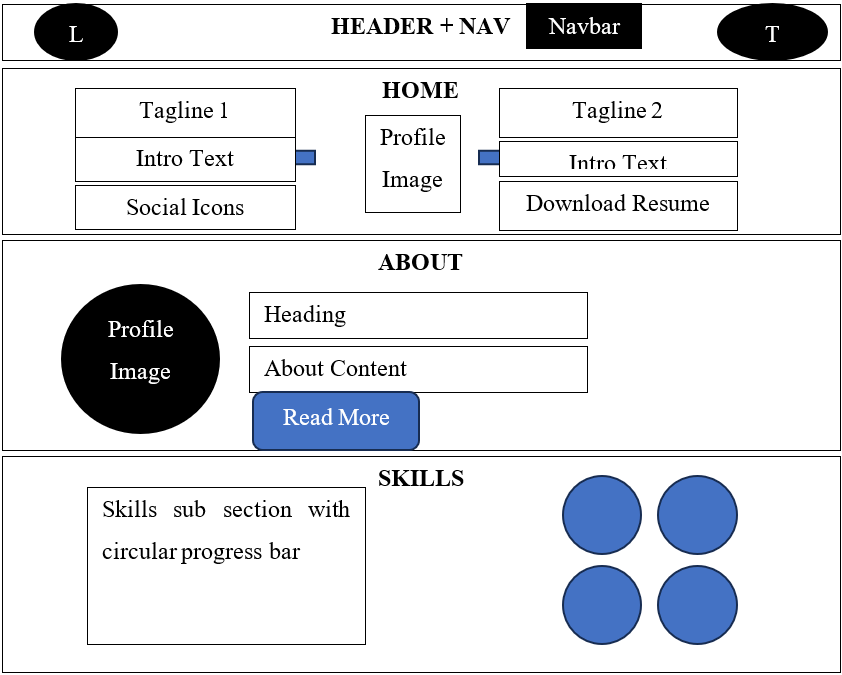 L
HEADER + NAV
Navbar
T
HOME
Tagline 1
Intro Text
Social Icons
Profile
Image
Tagline 2
Intro Text
Download Resume
ABOUT
Profile
Image
Heading
About Content
Read More
SKILLS
Skills sub section with
circular progress bar